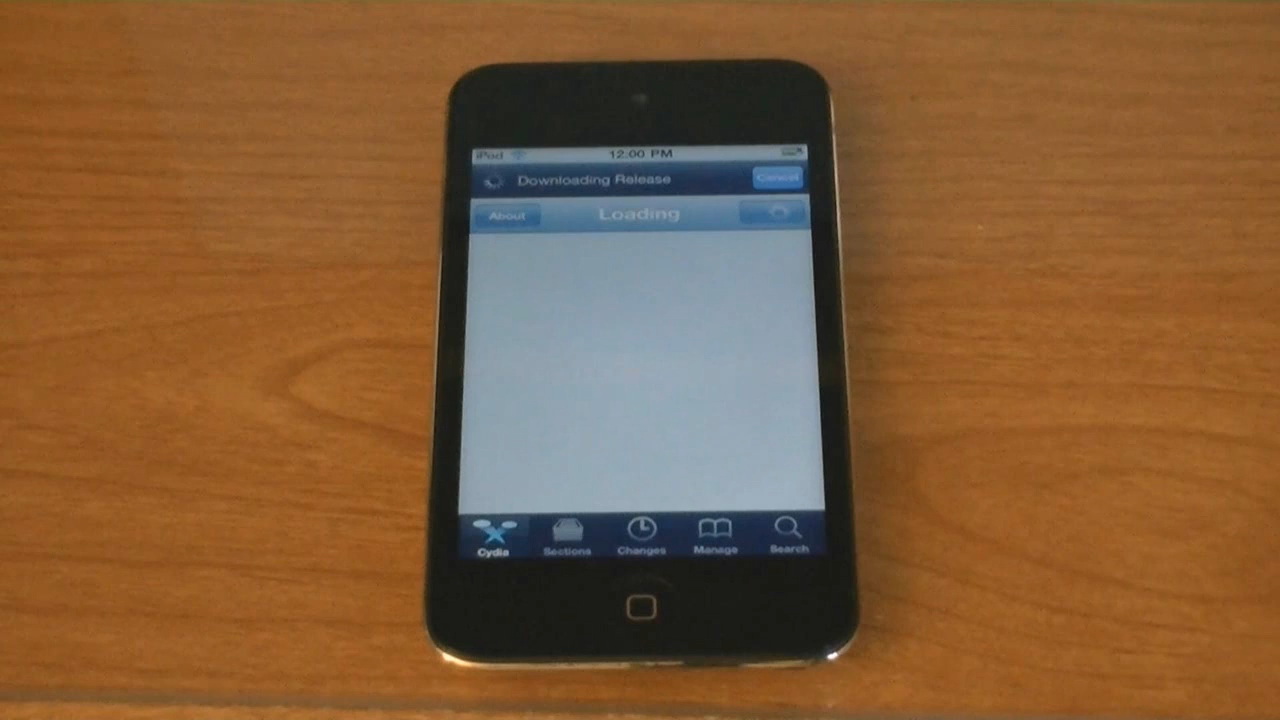 iPod 12:00 PM
Downloading Release Cancel
About Loading
Cydia Sections Changes Manage Search